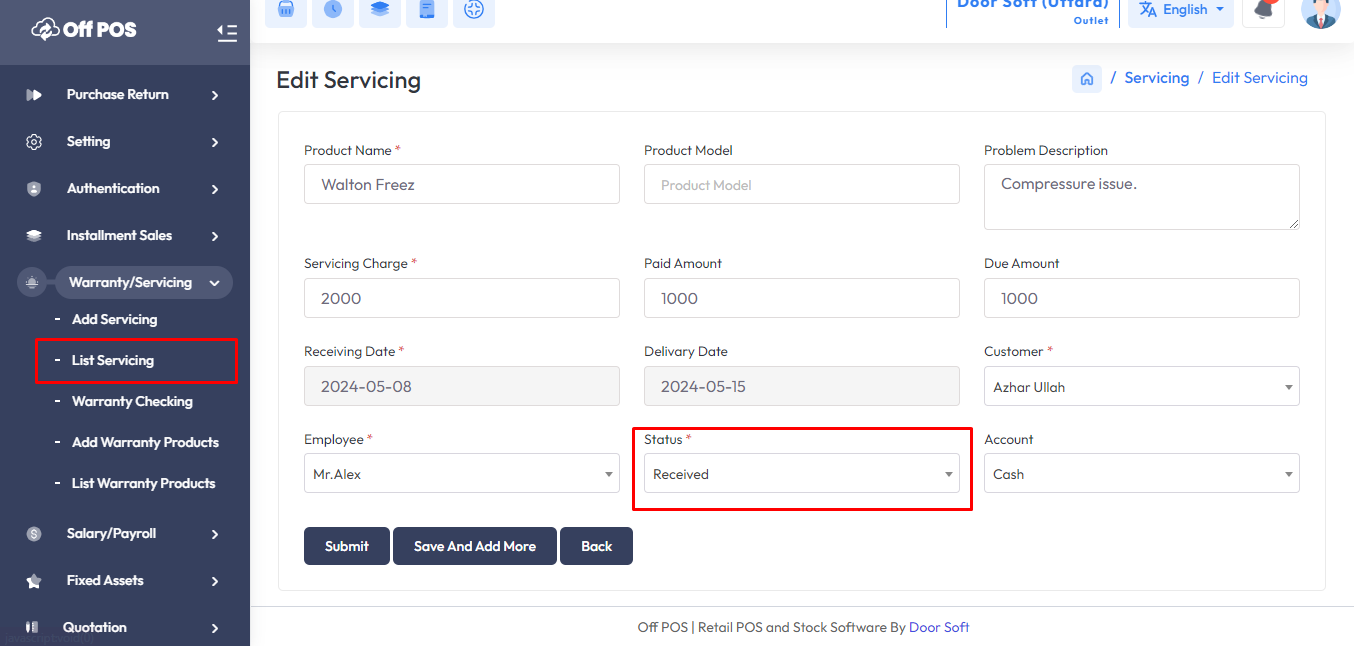 Off POS
Door Soft (Uttara)
Outlet
English
Purchase Return
Setting
Authentication
Installment Sales
Warranty/Servicing
- Add Servicing
- List Servicing
- Warranty Checking
- Add Warranty Products
- List Warranty Products
Salary/Payroll
Fixed Assets
Quotation
Edit Servicing
/ Servicing / Edit Servicing
Product Name *
Product Model
Problem Description
Walton Freez
Product Model
Compressure issue.
Servicing Charge *
Paid Amount
Due Amount
2000
1000
1000
Receiving Date *
Delivary Date
Customer *
2024-05-08
2024-05-15
Azhar Ullah
Employee *
Status *
Account
Mr.Alex
Received
Cash
Submit
Save And Add More
Back
Off POS | Retail POS and Stock Software By Door Soft